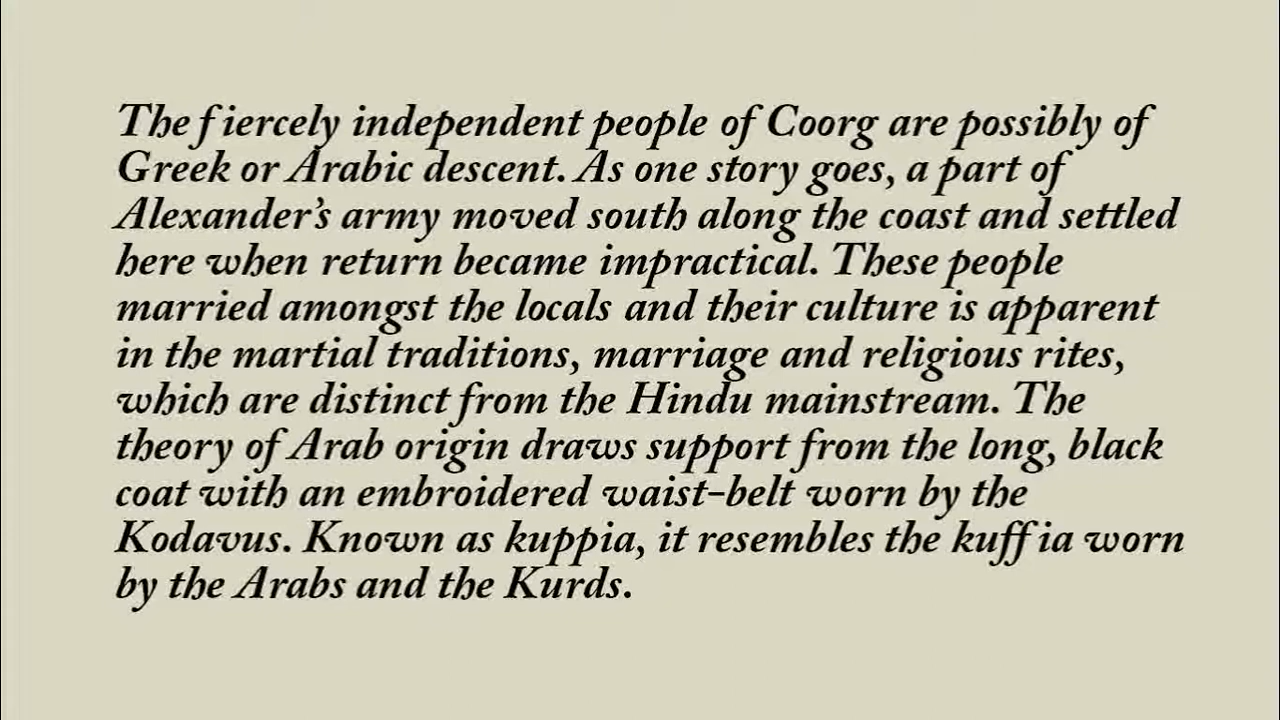 The fiercely independent people of Coorg are possibly of
Greek or Arabic descent. As one story goes, a part of
Alexander's army moved south along the coast and settled
here when return became impractical. These people
married amongst the locals and their culture is apparent
in the martial traditions, marriage and religious rites,
which are distinct from the Hindu mainstream. The
theory of Arab origin draws support from the long, black
coat with an embroidered waist-belt worn by the
Kodavus. Known as kuppia, it resembles the kuffia worn
by the Arabs and the Kurds.